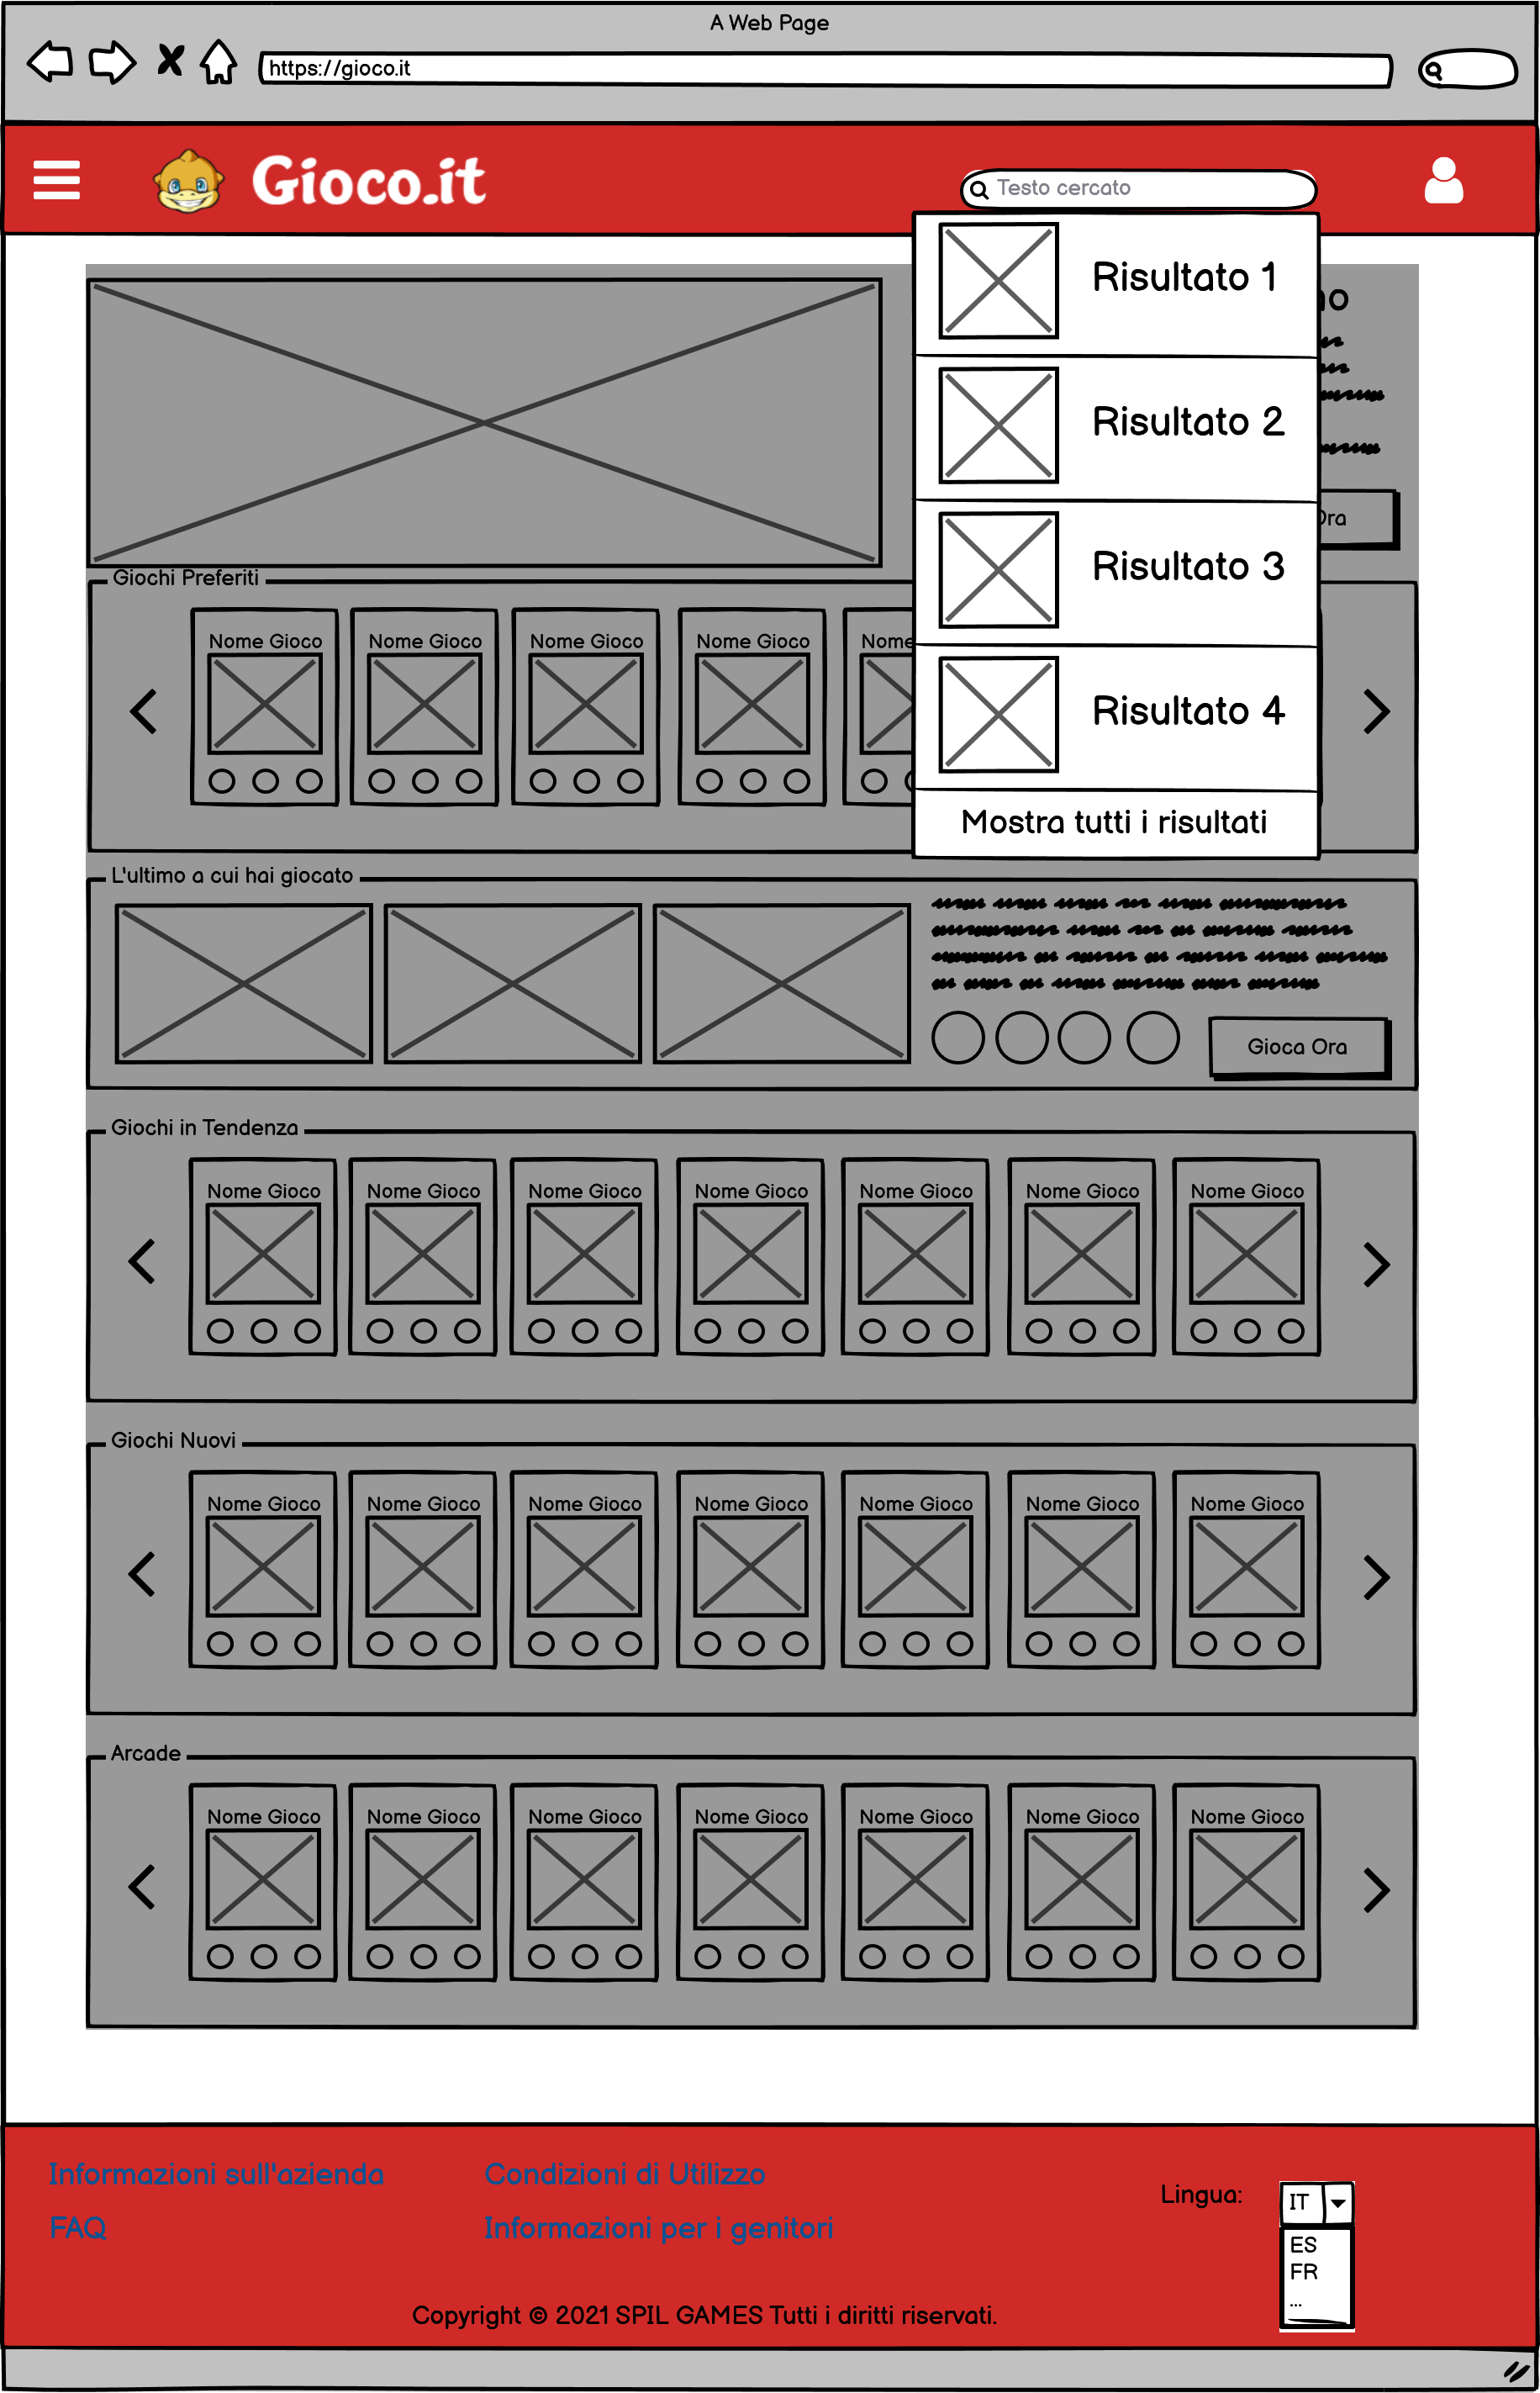 A Web Page
https://gioco.it
Gioco.it
Testo cercato
Risultato 1
Risultato 2
Risultato 3
Risultato 4
Mostra tutti i risultati
Ora
Giochi Preferiti
Nome Gioco Nome Gioco Nome Gioco Nome Gioco Nome
L'ultimo a cui hai giocato
Gioca Ora
Giochi in Tendenza
Nome Gioco Nome Gioco Nome Gioco Nome Gioco Nome Gioco Nome Gioco Nome Gioco
Giochi Nuovi
Nome Gioco Nome Gioco Nome Gioco Nome Gioco Nome Gioco Nome Gioco Nome Gioco
Arcade
Nome Gioco Nome Gioco Nome Gioco Nome Gioco Nome Gioco Nome Gioco Nome Gioco
Informazioni sull'azienda
Condizioni di Utilizzo
FAQ
Informazioni per i genitori
Lingua:
IT
ES
FR
...
Copyright © 2021 SPIL GAMES Tutti i diritti riservati.